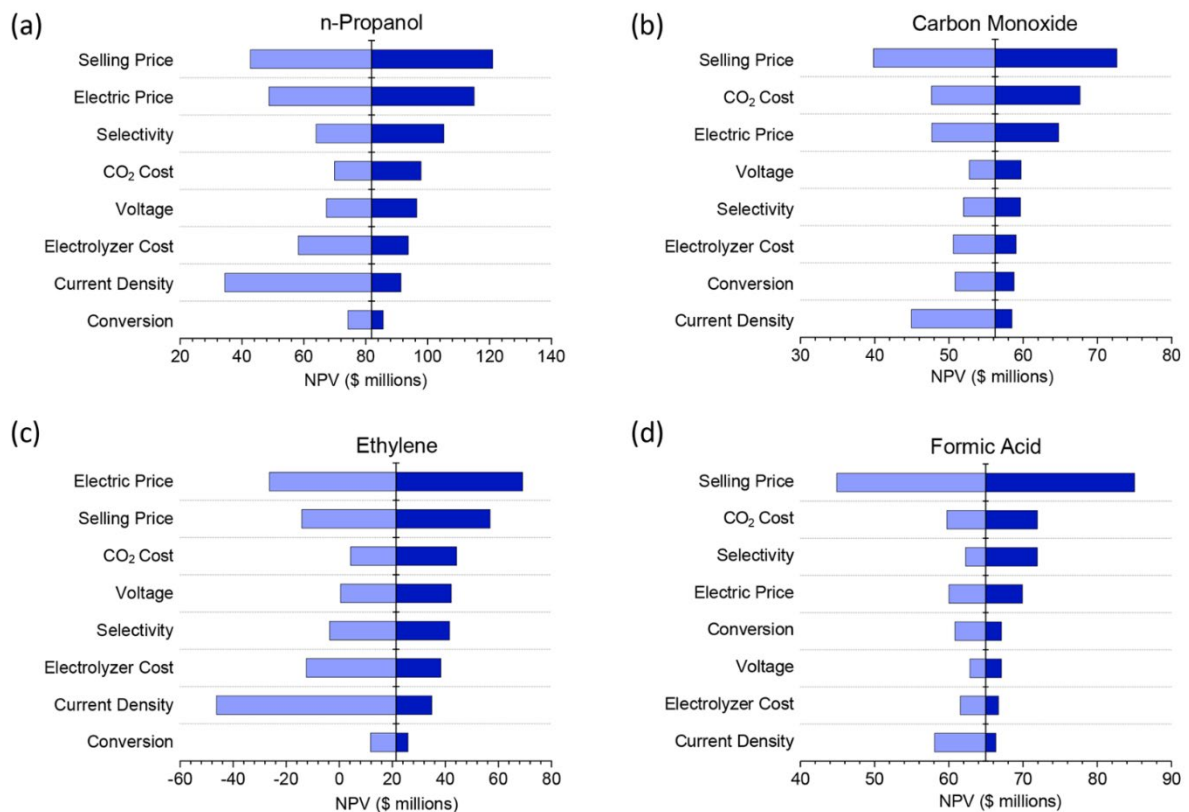 (a)
n-Propanol
Selling Price
Electric Price
Selectivity
CO₂ Cost
Voltage
Electrolyzer Cost
Current Density
Conversion
20 40 60 80 100 120 140
NPV ($ millions)
(b)
Carbon Monoxide
Selling Price
CO₂ Cost
Electric Price
Voltage
Selectivity
Electrolyzer Cost
Conversion
Current Density
30 40 50 60 70 80
NPV ($ millions)
(c)
Ethylene
Electric Price
Selling Price
CO₂ Cost
Voltage
Selectivity
Electrolyzer Cost
Current Density
Conversion
-60 -40 -20 0 20 40 60 80
NPV ($ millions)
(d)
Formic Acid
Selling Price
CO₂ Cost
Selectivity
Electric Price
Conversion
Voltage
Electrolyzer Cost
Current Density
40 50 60 70 80 90
NPV ($ millions)